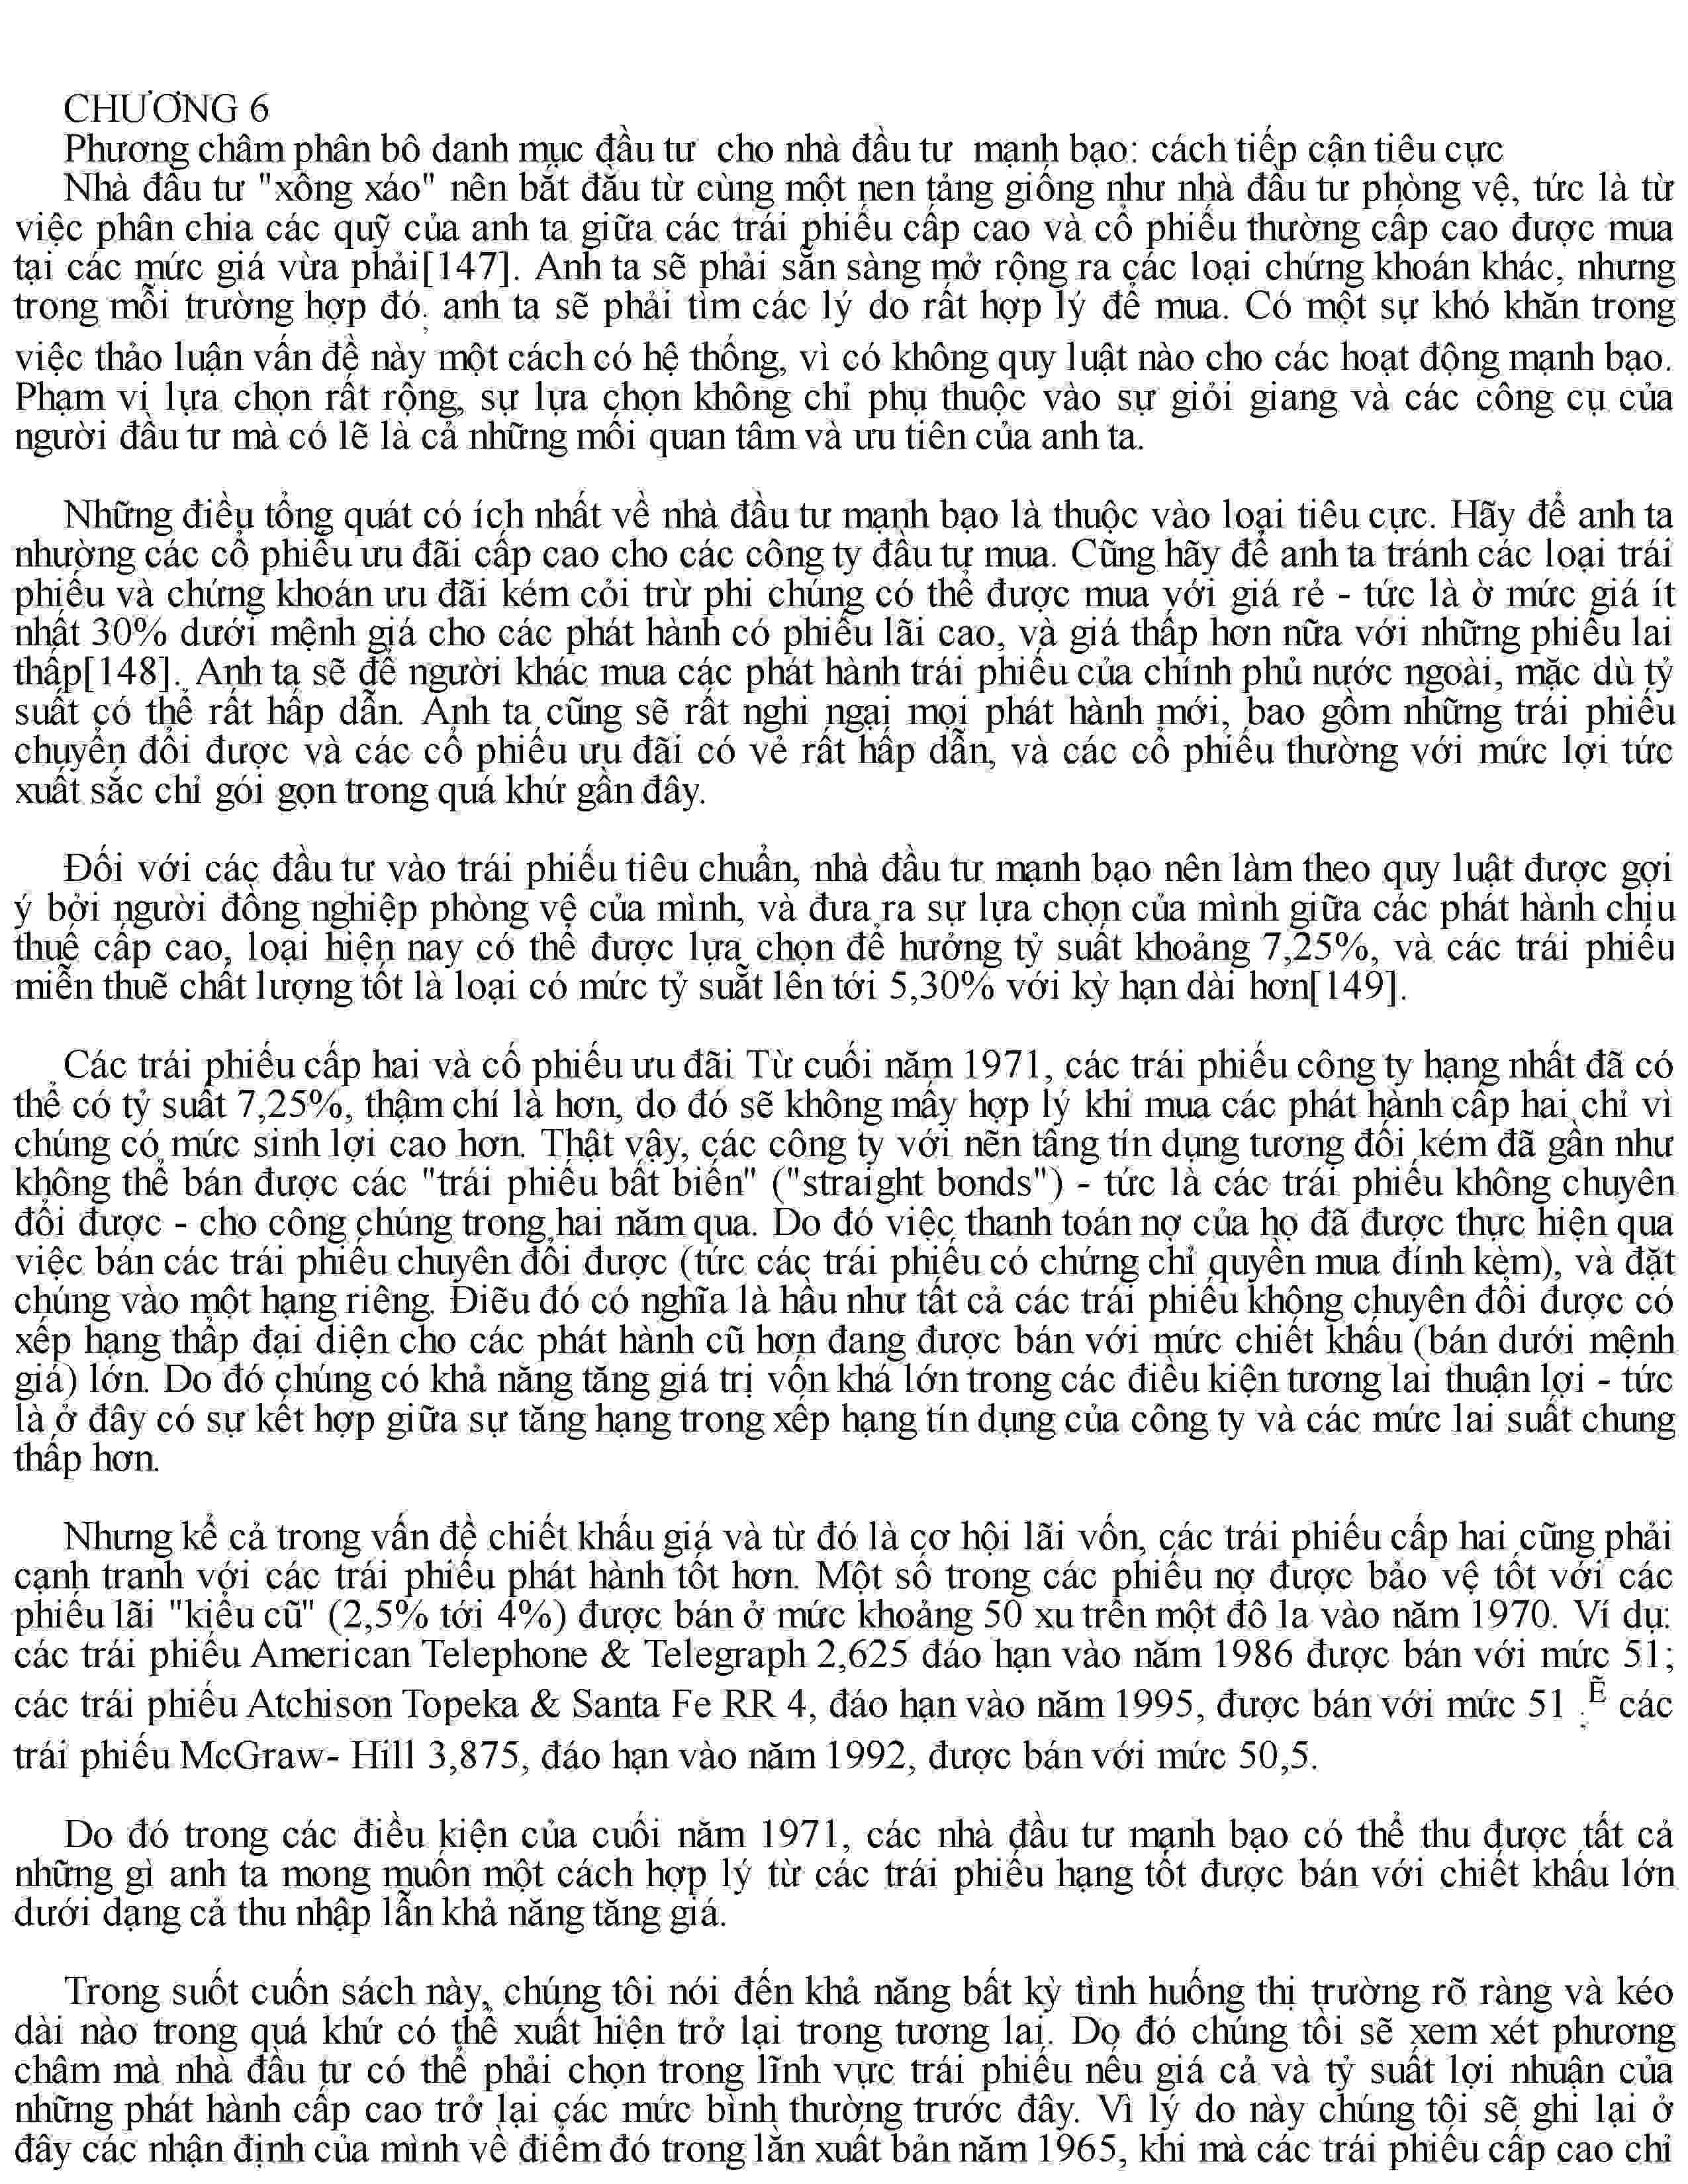 CHƯƠNG 6
Phương châm phân bô danh mục đầu tư cho nhà đầu tư mạnh bạo: cách tiếp cận tiêu cực
Nhà đầu tư "xông xáo" nên bắt đầu từ cùng một nen tảng giống như nhà đầu tư phòng vệ, tức là từ
việc phân chia các quỹ của anh ta giữa các trái phiếu cấp cao và cổ phiếu thường cấp cao được mua
tại các mức giá vừa phải[147]. Anh ta sẽ phải sẵn sàng mở rộng ra các loại chứng khoán khác, nhưng
trong mỗi trường hợp đó; anh ta sẽ phải tìm các lý do rất hợp lý để mua. Có một sự khó khăn trong
việc thảo luận vấn đề này một cách có hệ thống, vì có không quy luật nào cho các hoạt động mạnh bạo.
Phạm vi lựa chọn rất rộng, sự lựa chọn không chỉ phụ thuộc vào sự giỏi giang và các công cụ của
người đầu tư mà có lẽ là cả những mối quan tâm và ưu tiên của anh ta.
Những điều tổng quát có ích nhất về nhà đầu tư mạnh bạo là thuộc vào loại tiêu cực. Hãy để anh ta
nhường các cổ phiếu ưu đãi cấp cao cho các công ty đầu tư mua. Cũng hãy để anh ta tránh các loại trái
phiếu và chứng khoán ưu đãi kém cỏi trừ phi chúng có thể được mua với giá rẻ - tức là ờ mức giá ít
nhất 30% dưới mệnh giá cho các phát hành có phiếu lãi cao, và giá thấp hơn nữa với những phiếu lai
thấp[148]. Anh ta sẽ để người khác mua các phát hành trái phiếu của chính phủ nước ngoài, mặc dù tỷ
suất có thể rất hấp dẫn. Anh ta cũng sẽ rất nghi ngại mọi phát hành mới, bao gồm những trái phiếu
chuyển đổi được và các cổ phiếu ưu đãi có vẻ rất hấp dẫn, và các cổ phiếu thường với mức lợi tức
xuất sắc chỉ gói gọn trong quá khứ gần đây.
Đối với các đầu tư vào trái phiếu tiêu chuẩn, nhà đầu tư mạnh bạo nên làm theo quy luật được gợi
ý bởi người đồng nghiệp phòng vệ của mình, và đưa ra sự lựa chọn của mình giữa các phát hành chịu
thuế cấp cao, loại hiện nay có thể được lựa chọn để hưởng tỷ suất khoảng 7,25%, và các trái phiếu
miễn thuẽ chất lượng tốt là loại có mức tỷ suẫt lên tới 5,30% với kỳ hạn dài hơn[149].
Các trái phiếu cấp hai và cổ phiếu ưu đãi Từ cuối năm 1971, các trái phiếu công ty hạng nhất đã có
thể có tỷ suất 7,25%, thậm chí là hơn, do đó sẽ không mấy hợp lý khi mua các phát hành cấp hai chỉ vì
chúng có mức sinh lợi cao hơn. Thật vậy, các công ty với nẽn tâng tín dụng tương đối kém đã gần như
không thể bán được các "trái phiếu bất biến" ("straight bonds") - tức là các trái phiếu không chuyên
đổi được - cho công chúng trong hai năm qua. Do đó việc thanh toán nợ của họ đã được thực hiện qua
việc bán các trái phiếu chuyên đổi được (tức các trái phiếu có chứng chỉ quyền mua đính kèm), và đặt
chúng vào một hạng riêng. Điẽu đó có nghĩa là hầu như tất cả các trái phiếu không chuyên đổi được có
xếp hạng thấp đại diện cho các phát hành cũ hơn đang được bán với mức chiết khấu (bán dưới mệnh
giá) lớn. Do đó chúng có khả năng tăng giá trị vốn khá lớn trong các điều kiện tương lai thuận lợi - tức
là ở đây có sự kết hợp giữa sự tăng hạng trong xếp hạng tín dụng của công ty và các mức lai suất chung
thấp hơn.
Nhưng kể cả trong vấn đề chiết khấu giá và từ đó là cơ hội lãi vốn, các trái phiếu cấp hai cũng phải
cạnh tranh với các trái phiếu phát hành tốt hơn. Một số trong các phiếu nợ được bảo vệ tốt với các
phiếu lãi "kiểu cũ" (2,5% tới 4%) được bán ở mức khoảng 50 xu trên một đô la vào năm 1970. Ví dụ:
các trái phiếu American Telephone & Telegraph 2,625 đáo hạn vào năm 1986 được bán với mức 51;
các trái phiếu Atchison Topeka & Santa Fe RR 4, đáo hạn vào năm 1995, được bán với mức 51 ;Ẽ các
trái phiếu McGraw- Hill 3,875, đáo hạn vào năm 1992, được bán với mức 50,5.
Do đó trong các điều kiện của cuối năm 1971, các nhà đầu tư mạnh bạo có thể thu được tất cả
những gì anh ta mong muốn một cách hợp lý từ các trái phiếu hạng tốt được bán với chiết khấu lớn
dưới dạng cả thu nhập lẫn khả năng tăng giá.
Trong suốt cuốn sách này, chúng tôi nói đến khả năng bất kỳ tình huống thị trường rõ ràng và kéo
dài nào trong quá khứ có thể xuất hiện trở lại trong tương lai. Do đó chúng tôi sẽ xem xét phương
châm mà nhà đầu tư có thể phải chọn trong lĩnh vực trái phiếu nếu giá cả và tỷ suất lợi nhuận của
những phát hành cấp cao trở lại các mức bình thường trước đây. Vì lý do này chúng tôi sẽ ghi lại ở
đây các nhận định của mình về điểm đó trong lần xuất bản năm 1965, khi mà các trái phiếu cấp cao chỉ